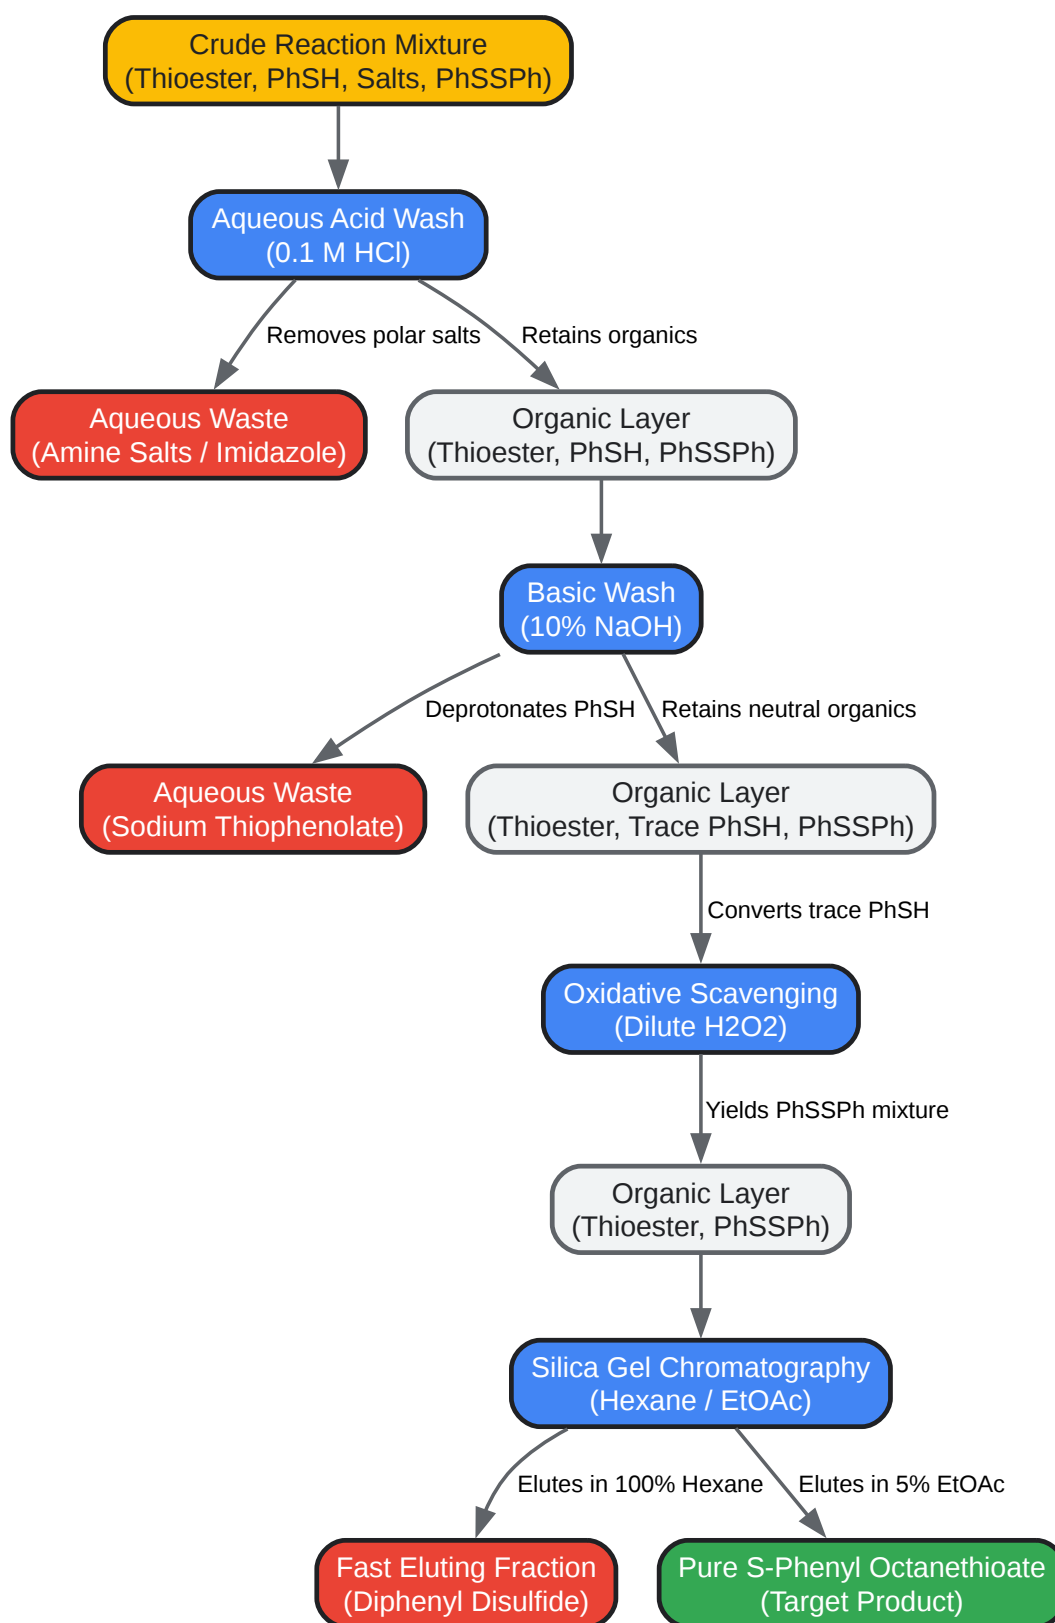 Crude Reaction Mixture
(Thioester, PhSH, Salts, PhSSPh)
Aqueous Acid Wash
(0.1 M HCl)
Removes polar salts
Retains organics
Aqueous Waste
(Amine Salts / Imidazole)
Organic Layer
(Thioester, PhSH, PhSSPh)
Basic Wash
(10% NaOH)
Deprotonates PhSH
Retains neutral organics
Aqueous Waste
(Sodium Thiophenolate)
Organic Layer
(Thioester, Trace PhSH, PhSSPh)
Converts trace PhSH
Oxidative Scavenging
(Dilute H2O2)
Yields PhSSPh mixture
Organic Layer
(Thioester, PhSSPh)
Silica Gel Chromatography
(Hexane / EtOAc)
Elutes in 100% Hexane
Elutes in 5% EtOAc
Fast Eluting Fraction
(Diphenyl Disulfide)
Pure S-Phenyl Octanethioate
(Target Product)